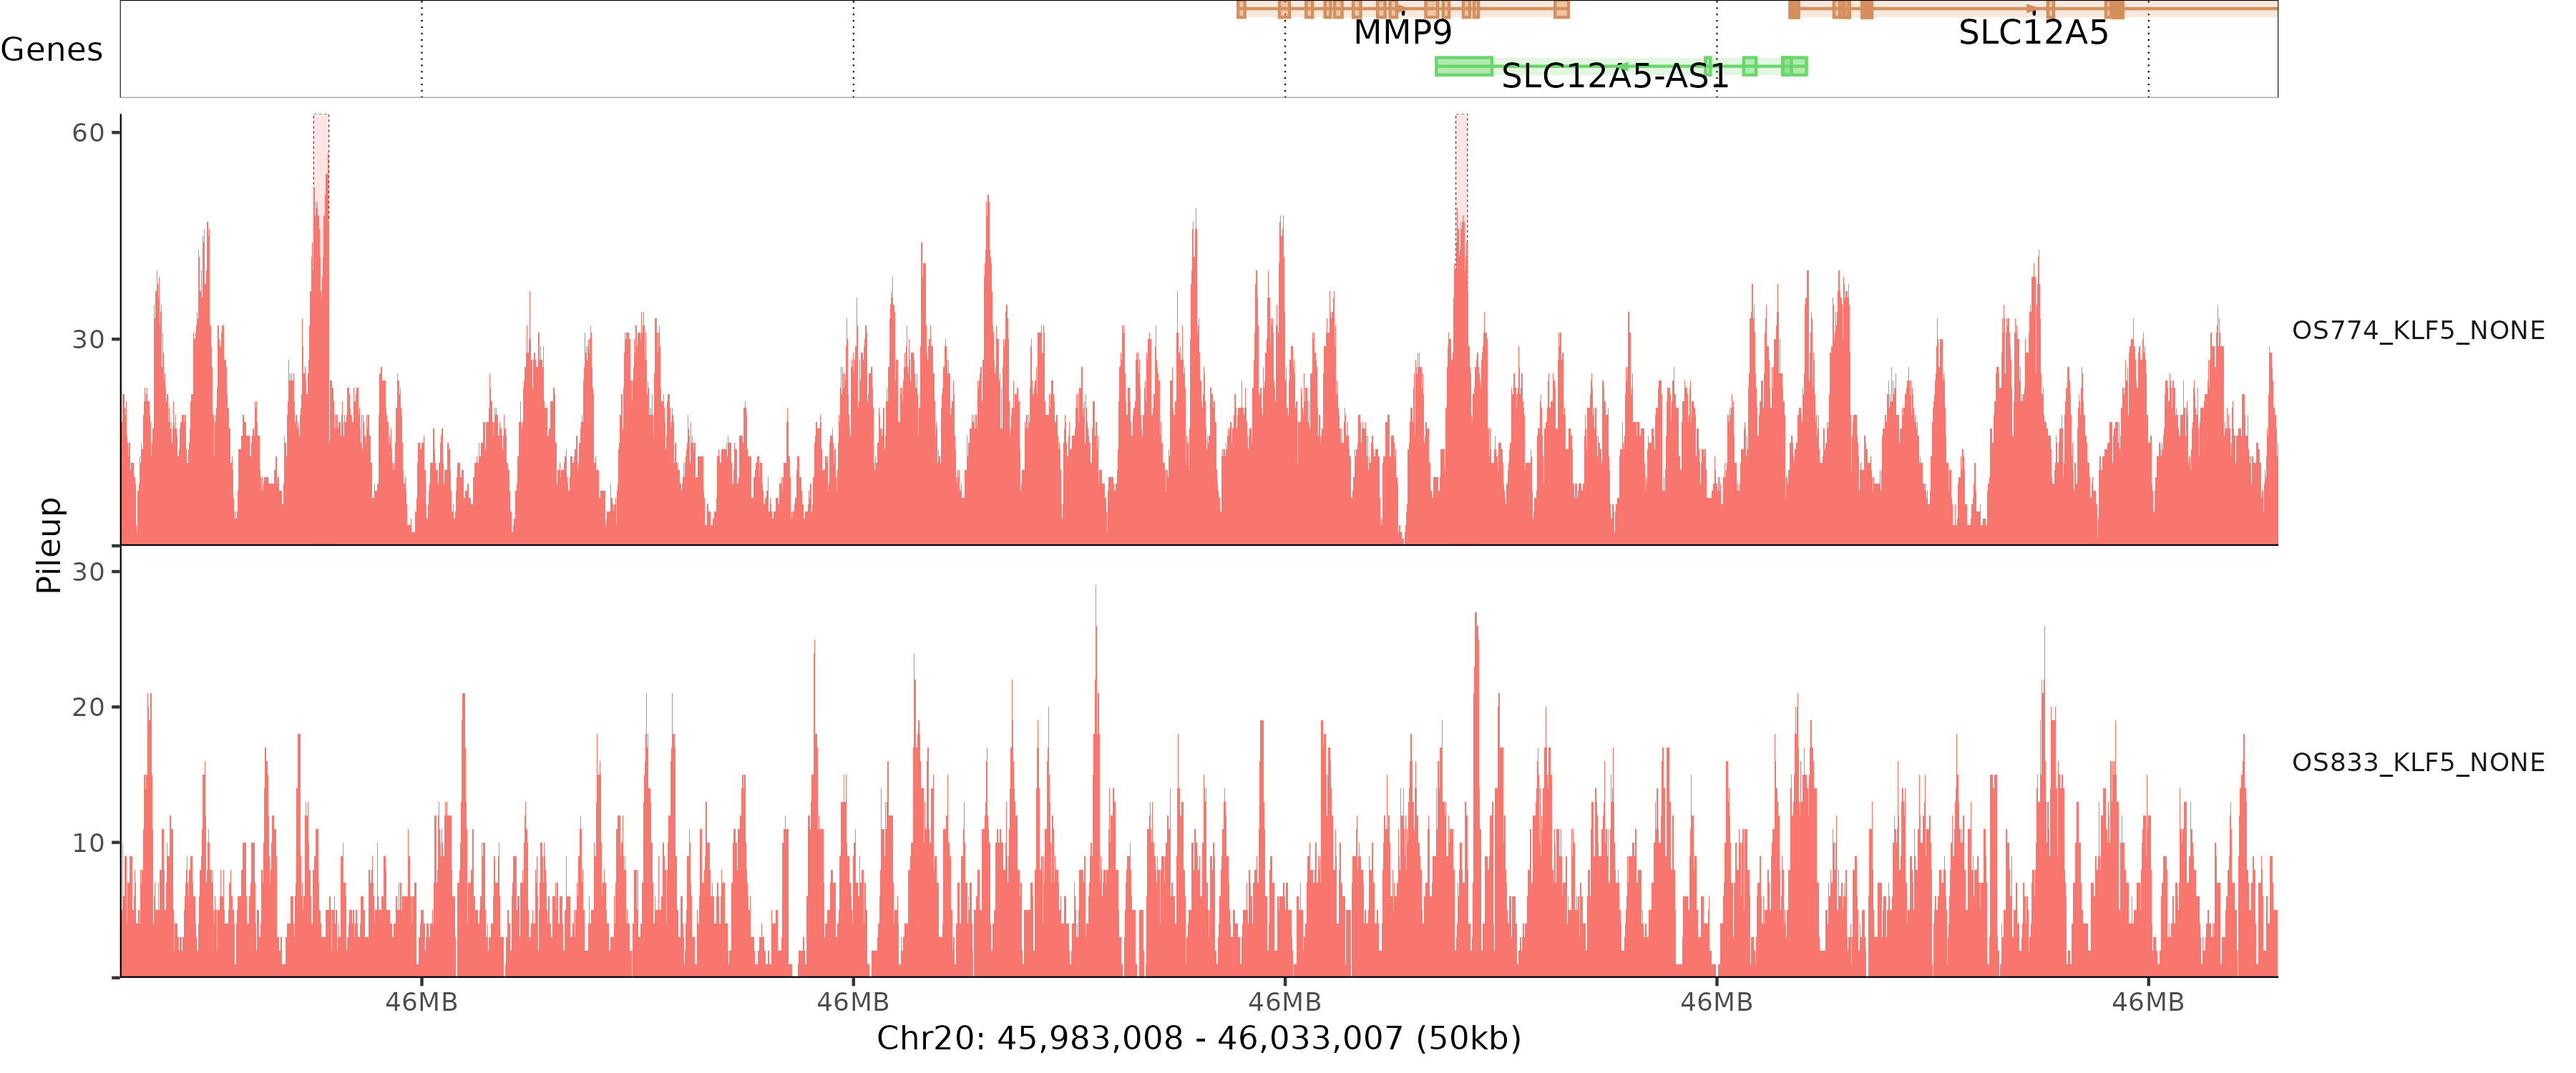 Genes
MMP9
SLC12A5
SLC12A5-AS1
60
30
OS774_KLF5_NONE
Pileup
30
20
10
OS833_KLF5_NONE
46MB 46MB 46MB 46MB 46MB
Chr20: 45,983,008 - 46,033,007 (50kb)